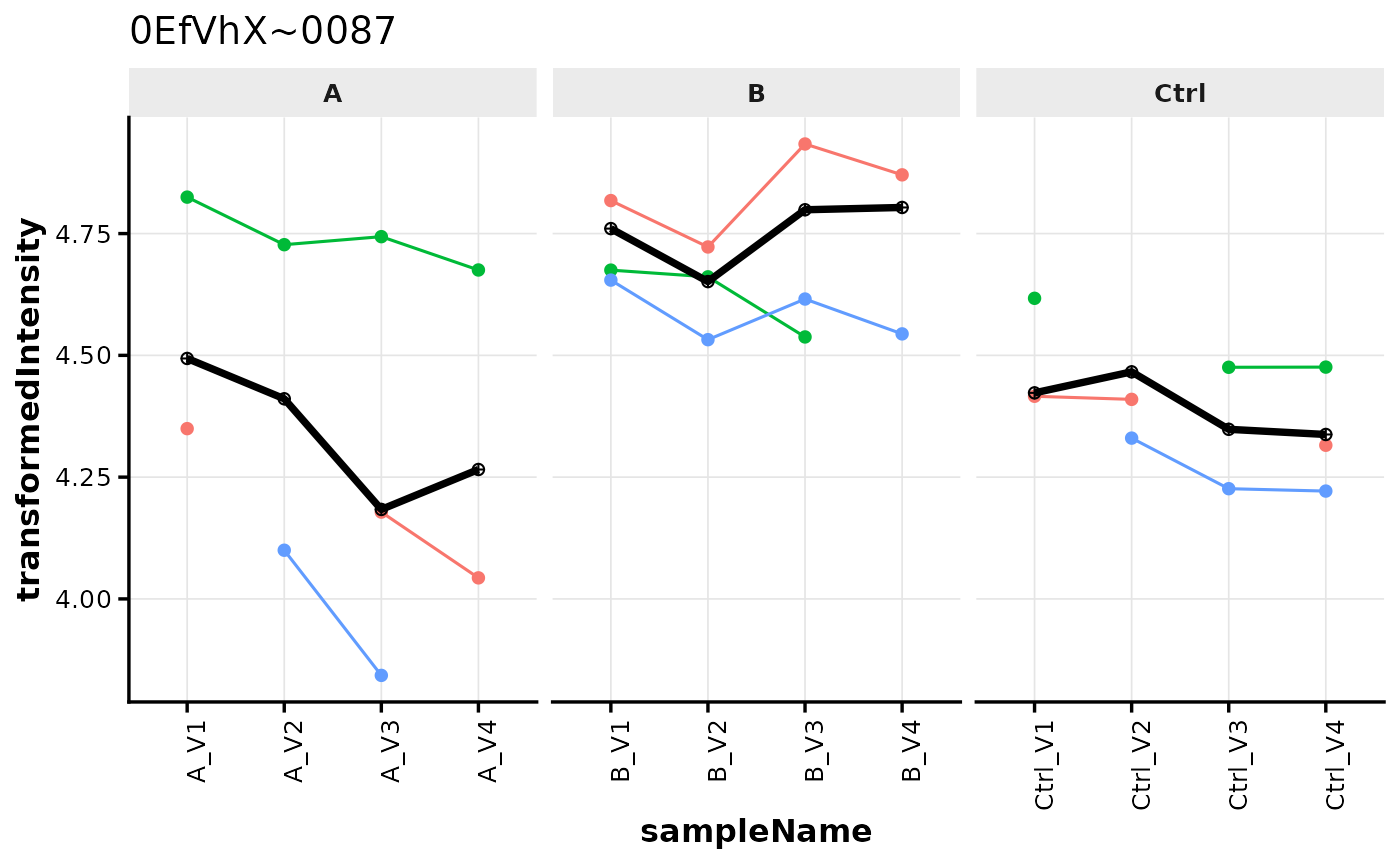 0EfVhX~0087
A
B
Ctrl
transformedIntensity
4.75
4.50
4.25
4.00
A_V1
A_V2
A_V3
A_V4
B_V1
B_V2
B_V3
B_V4
Ctrl_V1
Ctrl_V2
Ctrl_V3
Ctrl_V4
sampleName